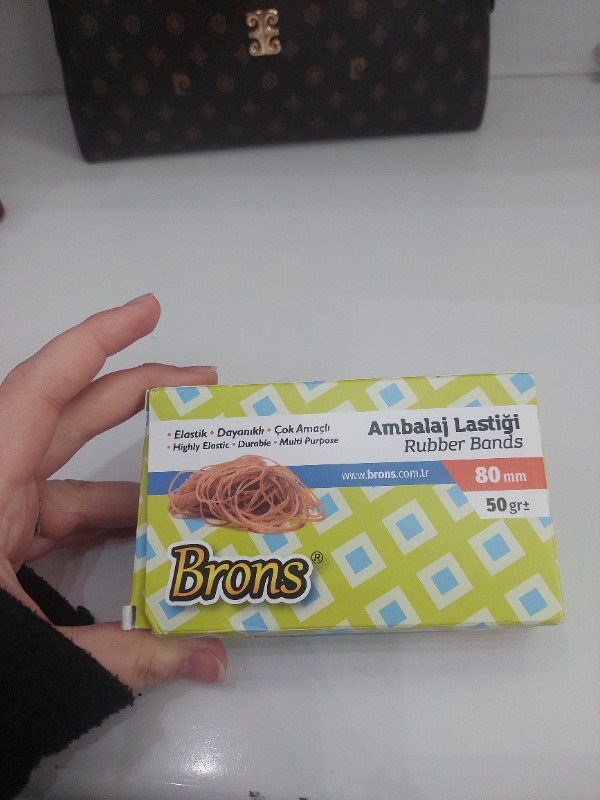 • Elastik • Dayanıklı • Çok Amaçlı
• Highly Elastic • Durable • Multi Purpose
Ambalaj Lastiği
Rubber Bands
www.brons.com.tr
80 mm
50 gr±
Brons®